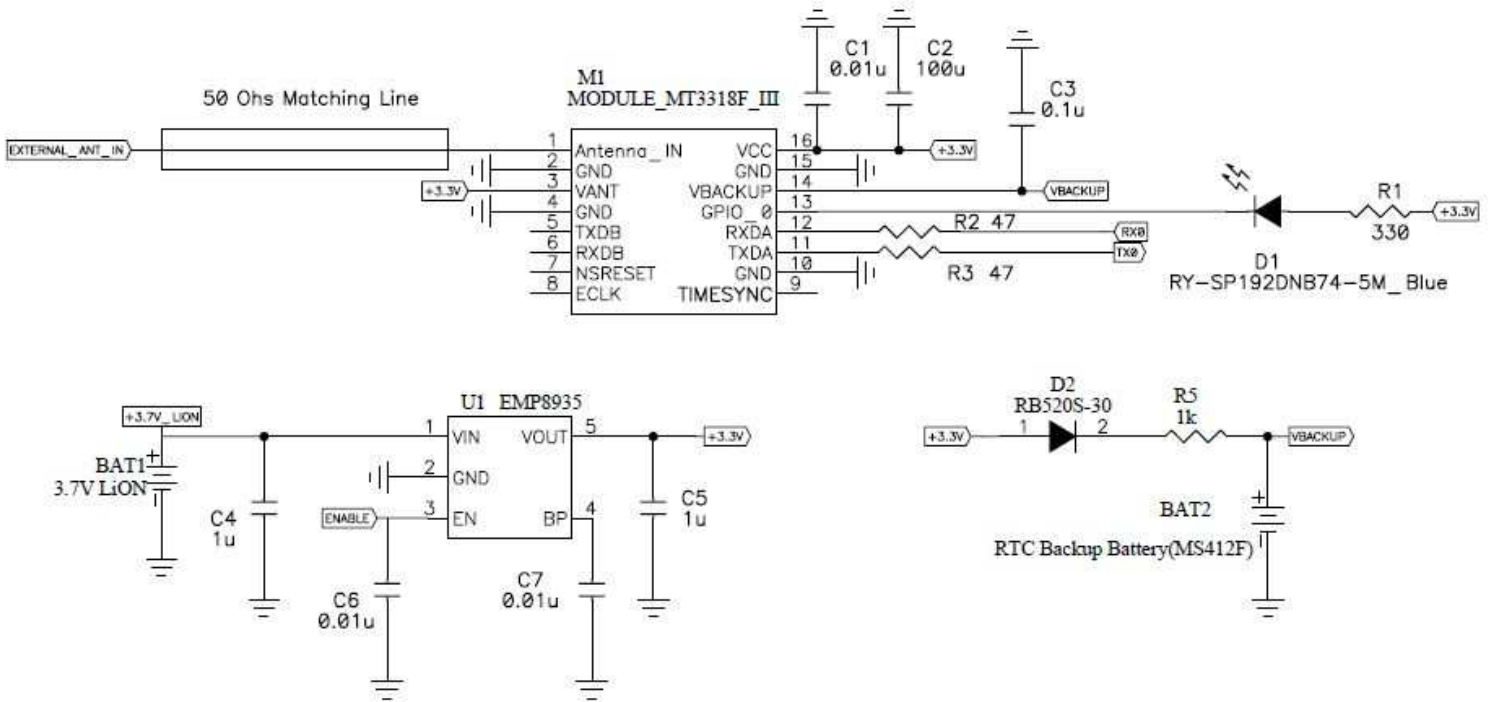 C1
0.01u
C2
100u
C3
0.1u
50 Ohs Matching Line
M1
MODULE_MT3318F_III
EXTERNAL_ANT_IN
1 Antenna_IN
2 GND
+3.3V
3 VANT
4 GND
5 TXDB
6 RXDB
7 NSRESET
8 ECLK
VCC 16
+3.3V
GND 15
VBACKUP 14
VBACKUP
GPIO_0 13
RXDA 12
R2 47
RX0
TXDA 11
TX0
R3 47
GND 10
TIMESYNC 9
R1
330
+3.3V
D1
RY-SP192DNB74-5M_Blue
+3.7V_LION
BAT1
+
3.7V LiON
C4
1u
U1 EMP8935
1 VIN
VOUT 5
+3.3V
2 GND
ENABLE
3 EN
BP 4
C5
1u
C6
0.01u
C7
0.01u
D2
RB520S-30
R5
1k
+3.3V
1
2
VBACKUP
+
BAT2
RTC Backup Battery(MS412F)